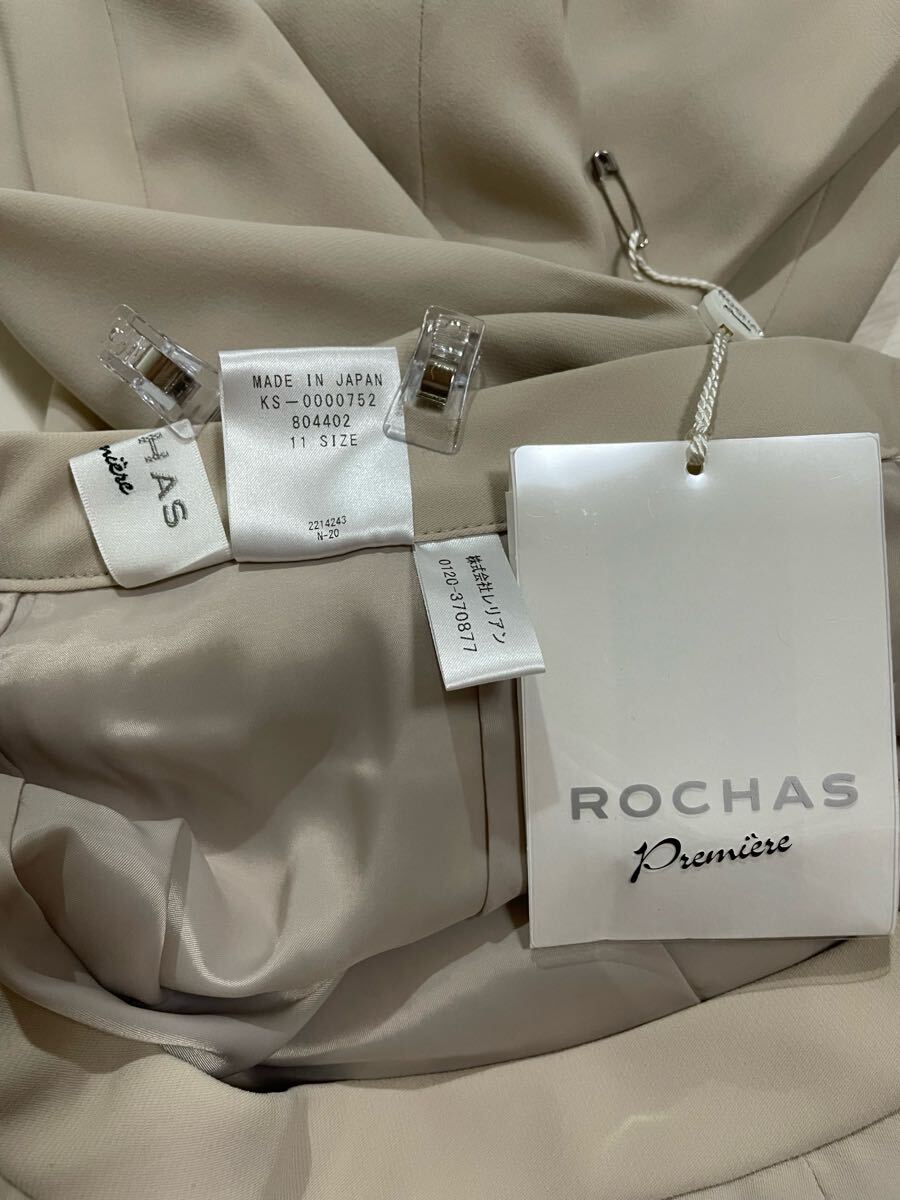 MADE IN JAPAN
KS-0000752
804402
11 SIZE
2214243
N-20
HAS
mière
株式会社レリアン
0120-370877
ROCHAS
Première